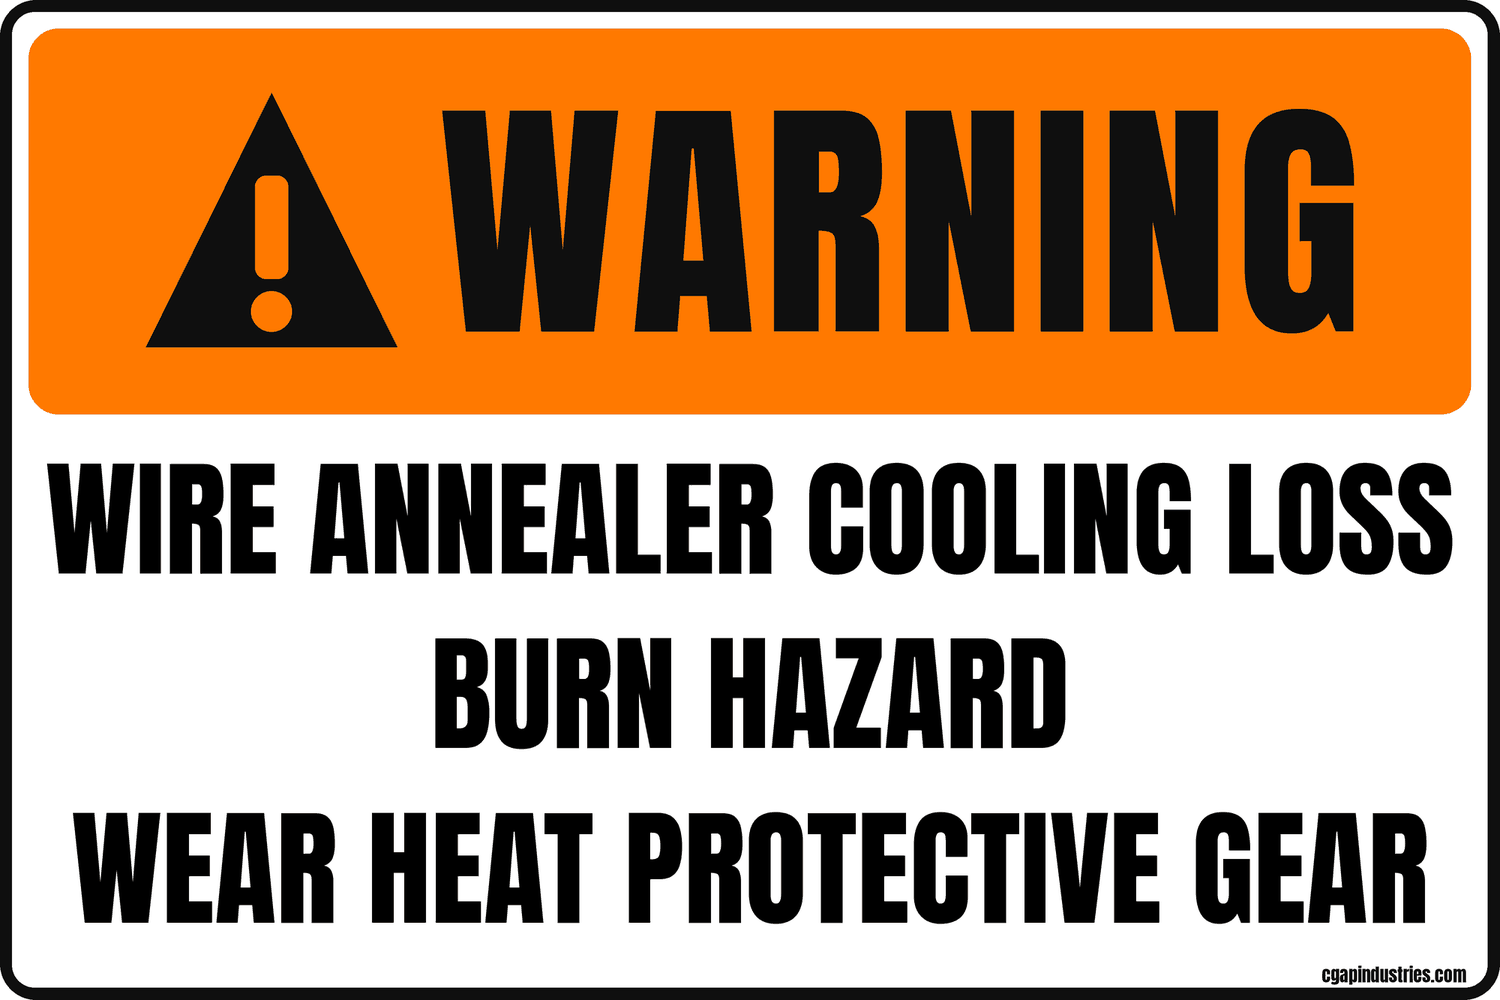 WARNING
WIRE ANNEALER COOLING LOSS
BURN HAZARD
WEAR HEAT PROTECTIVE GEAR
cgapindustries.com